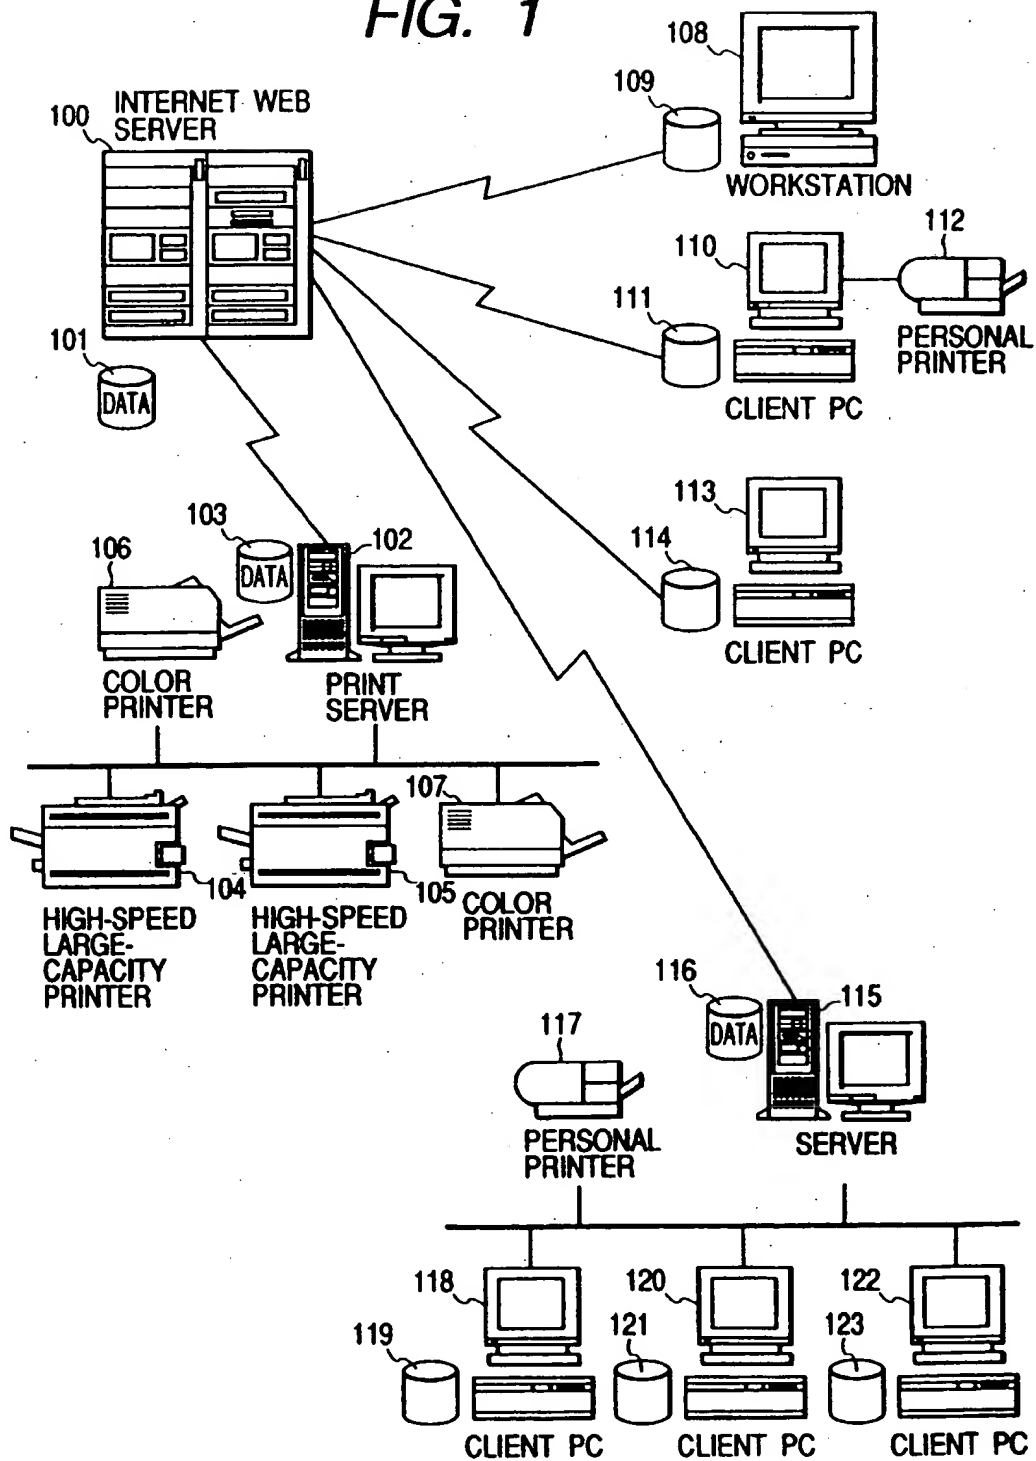 FIG. 1
108
109
INTERNET WEB
SERVER
100
WORKSTATION
112
110
111
PERSONAL
PRINTER
CLIENT PC
101
DATA
113
114
CLIENT PC
103
102
DATA
106
COLOR
PRINTER
PRINT
SERVER
107
104
105
HIGH-SPEED
LARGE-
CAPACITY
PRINTER
HIGH-SPEED
LARGE-
CAPACITY
PRINTER
COLOR
PRINTER
116
115
DATA
117
PERSONAL
PRINTER
SERVER
118
120
122
119
121
123
CLIENT PC
CLIENT PC
CLIENT PC